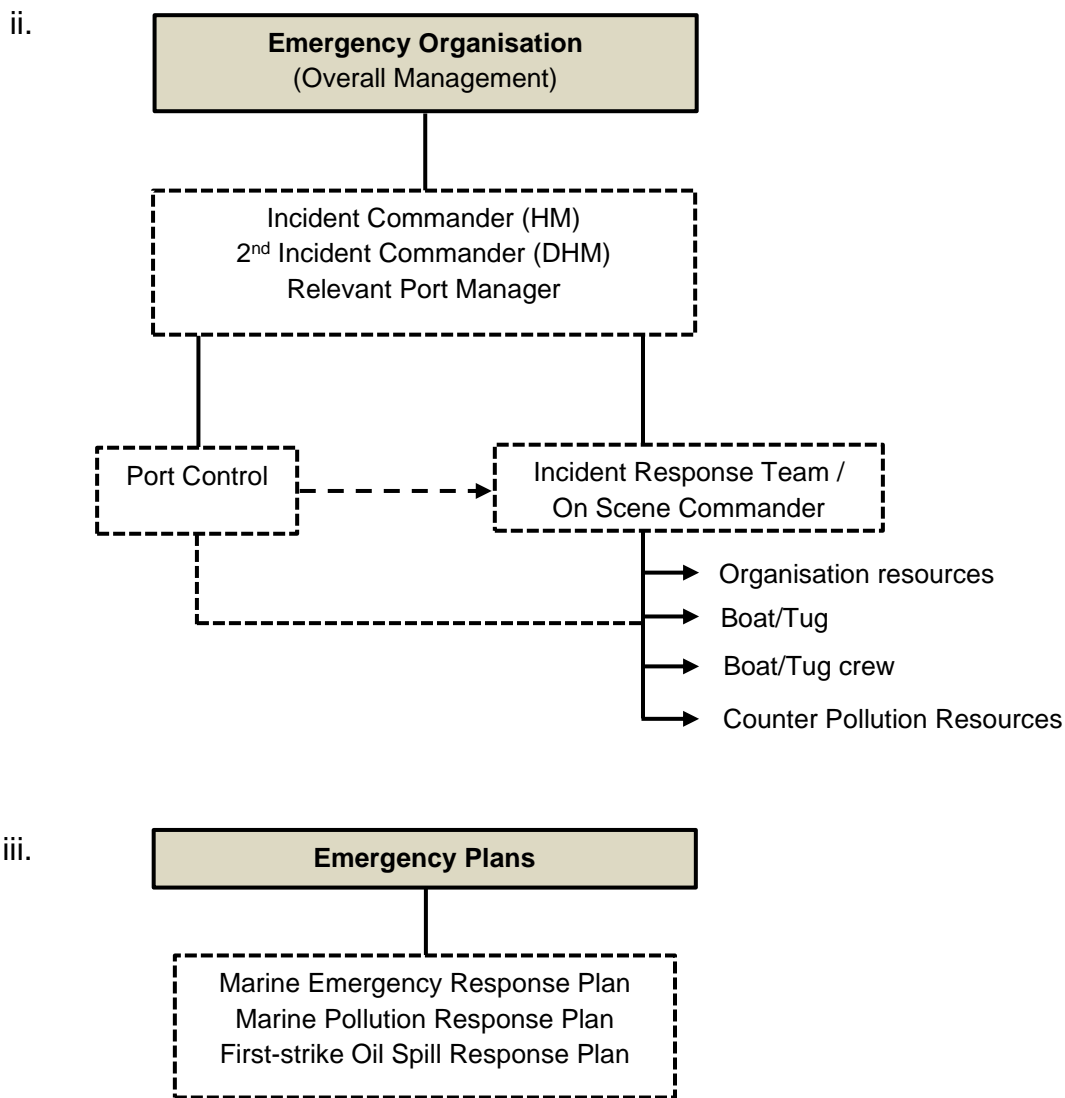 ii.
Emergency Organisation
(Overall Management)
Incident Commander (HM)
2nd Incident Commander (DHM)
Relevant Port Manager
Port Control
Incident Response Team /
On Scene Commander
Organisation resources
Boat/Tug
Boat/Tug crew
Counter Pollution Resources
iii.
Emergency Plans
Marine Emergency Response Plan
Marine Pollution Response Plan
First-strike Oil Spill Response Plan